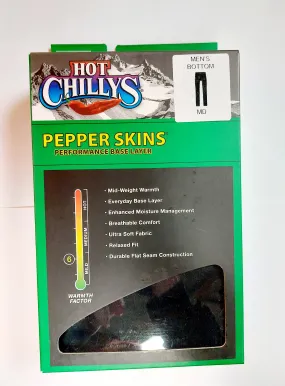 HOT
CHILLYS
MEN'S
BOTTOM
MD
PEPPER SKINS
PERFORMANCE BASE LAYER
HOT
MEDIUM
MILD
6
WARMTH
FACTOR
· Mid-Weight Warmth
· Everyday Base Layer
· Enhanced Moisture Management
· Breathable Comfort
· Ultra Soft Fabric
· Relaxed Fit
· Durable Flat Seam Construction